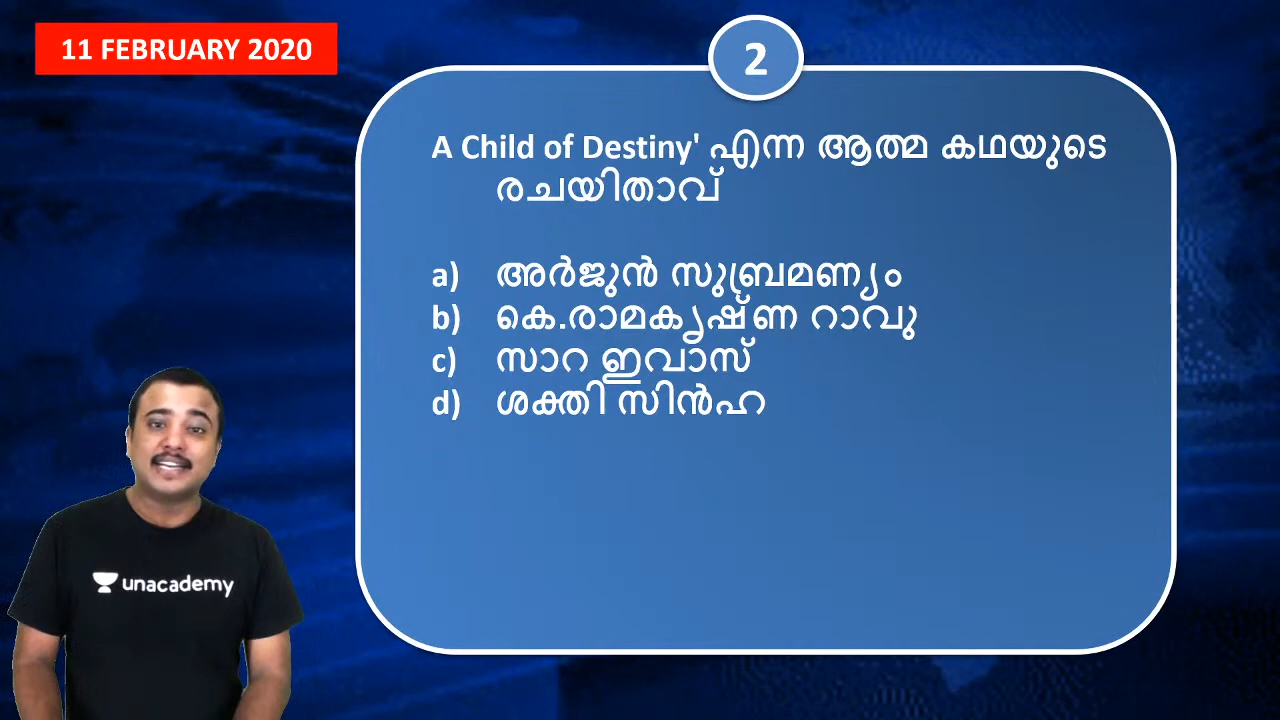 11 FEBRUARY 2020
2
A Child of Destiny' എന്ന ആത്മ കഥയുടെ
രചയിതാവ്
a) അർജുൻ സുബ്രമണ്യം
b) കെ.രാമകൃഷ്ണ റാവു
c) സാറ ഇവാസ്
d) ശക്തി സിൻഹ
unacademy